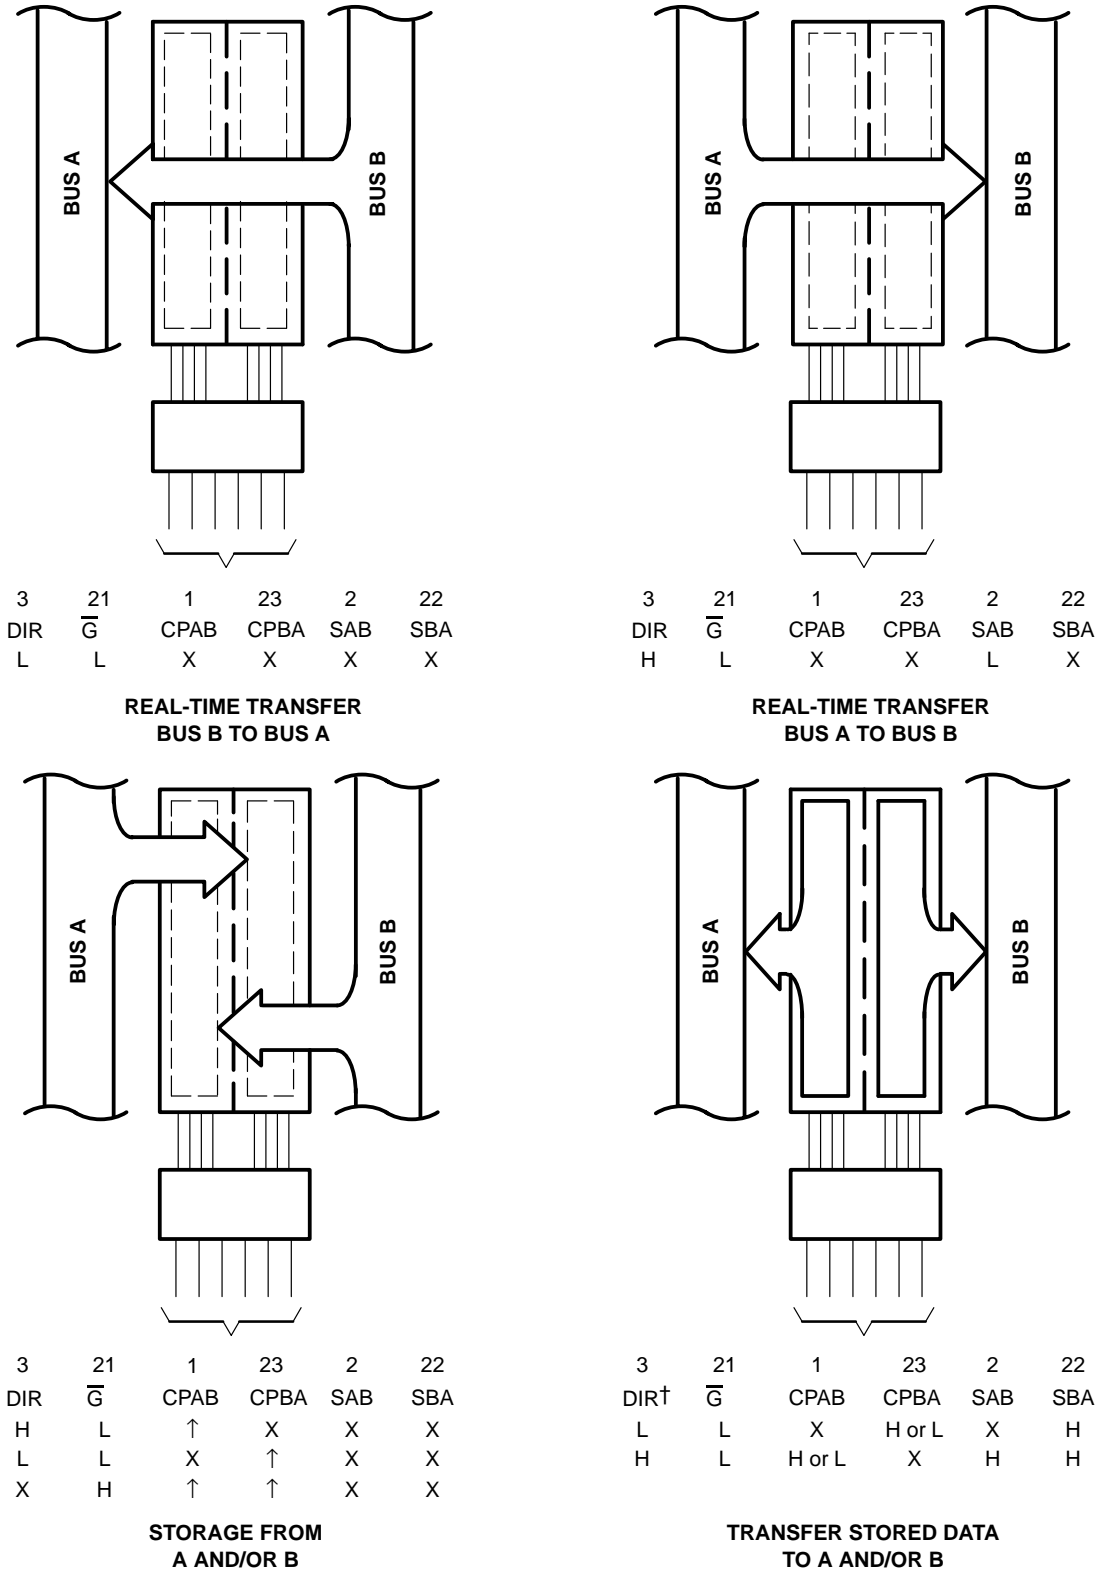 BUS A
BUS B
BUS A
BUS B
3 21 1 23 2 22
DIR G̅ CPAB CPBA SAB SBA
L L X X X X
REAL-TIME TRANSFER
BUS B TO BUS A
3 21 1 23 2 22
DIR G̅ CPAB CPBA SAB SBA
H L X X L X
REAL-TIME TRANSFER
BUS A TO BUS B
BUS A
BUS B
BUS A
BUS B
3 21 1 23 2 22
DIR G̅ CPAB CPBA SAB SBA
H L ↑ X X X
L L X ↑ X X
X H ↑ ↑ X X
STORAGE FROM
A AND/OR B
3 21 1 23 2 22
DIR† G̅ CPAB CPBA SAB SBA
L L X H or L X H
H L H or L X H H
TRANSFER STORED DATA
TO A AND/OR B